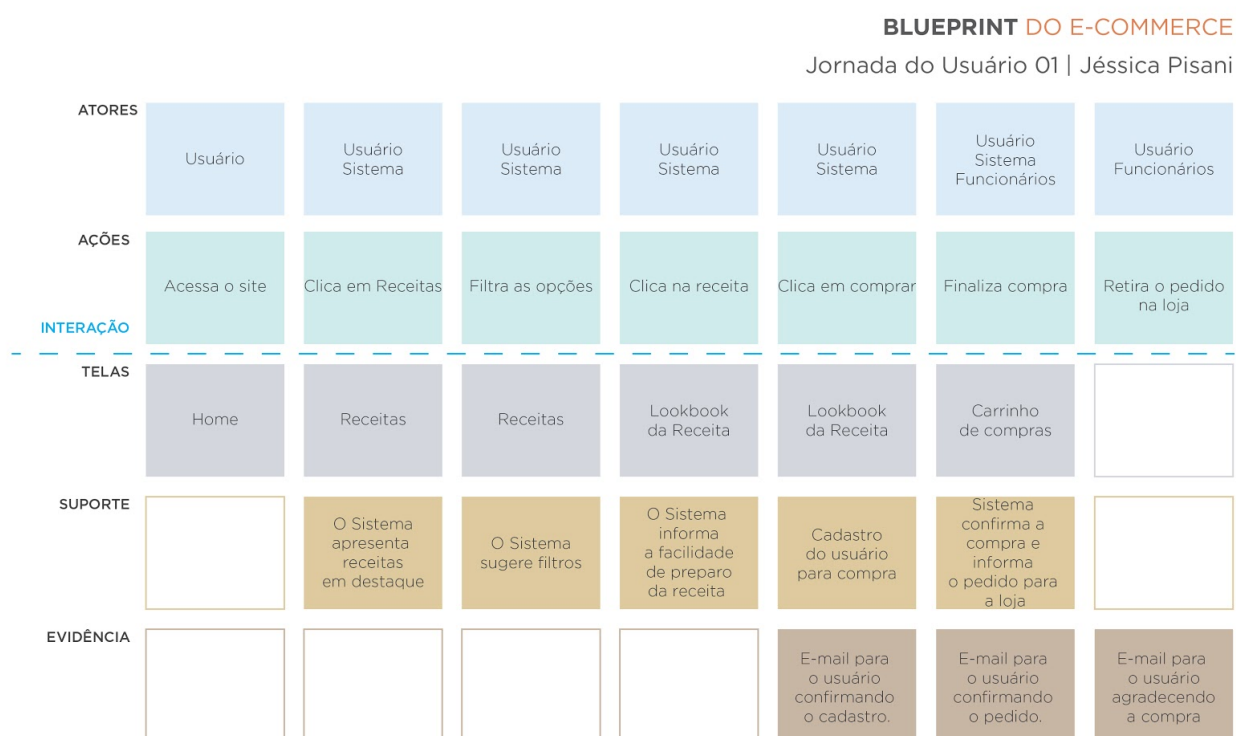 BLUEPRINT DO E-COMMERCE
Jornada do Usuário 01 | Jéssica Pisani
ATORES
Usuário
Usuário
Sistema
Usuário
Sistema
Usuário
Sistema
Usuário
Sistema
Usuário
Sistema
Funcionários
Usuário
Funcionários
AÇÕES
Acessa o site
Clica em Receitas
Filtra as opções
Clica na receita
Clica em comprar
Finaliza compra
Retira o pedido
na loja
INTERAÇÃO
TELAS
Home
Receitas
Receitas
Lookbook
da Receita
Lookbook
da Receita
Carrinho
de compras
SUPORTE
O Sistema
apresenta
receitas
em destaque
O Sistema
sugere filtros
O Sistema
informa
a facilidade
de preparo
da receita
Cadastro
do usuário
para compra
Sistema
confirma a
compra e
informa
o pedido para
a loja
EVIDÊNCIA
E-mail para
o usuário
confirmando
o cadastro.
E-mail para
o usuário
confirmando
o pedido.
E-mail para
o usuário
agradecendo
a compra